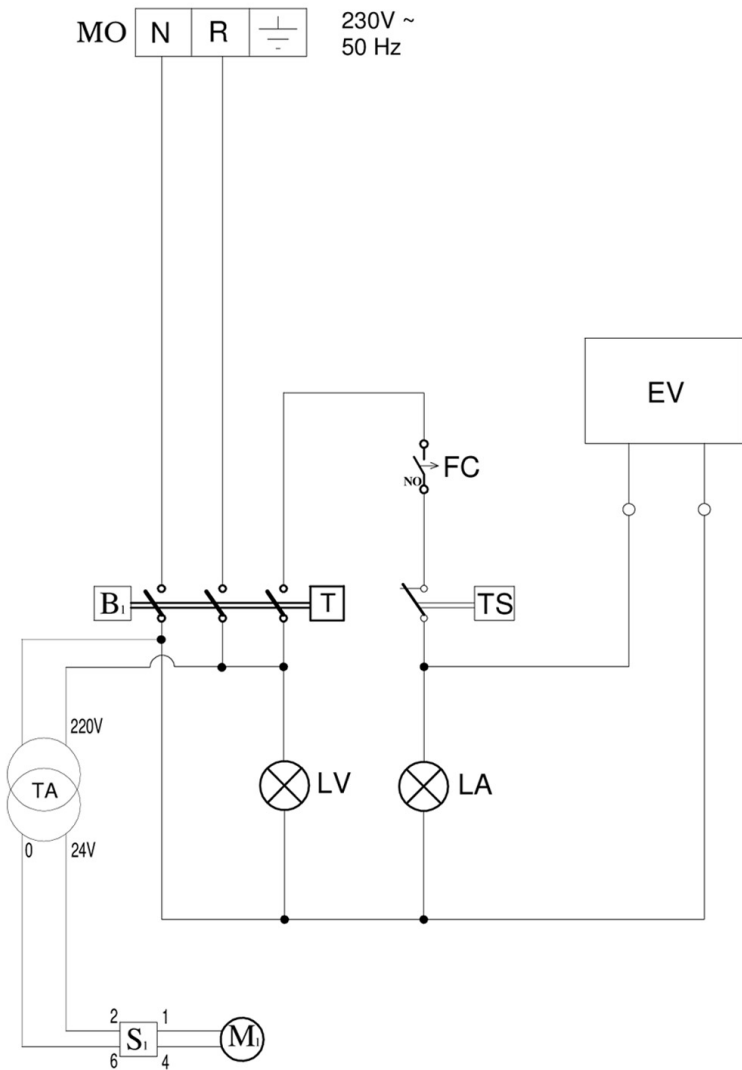 MO N R 230V ~
50 Hz
EV
FC
NO
B1 T TS
220V
TA
LV LA
0 24V
2 1
S1 M1
6 4